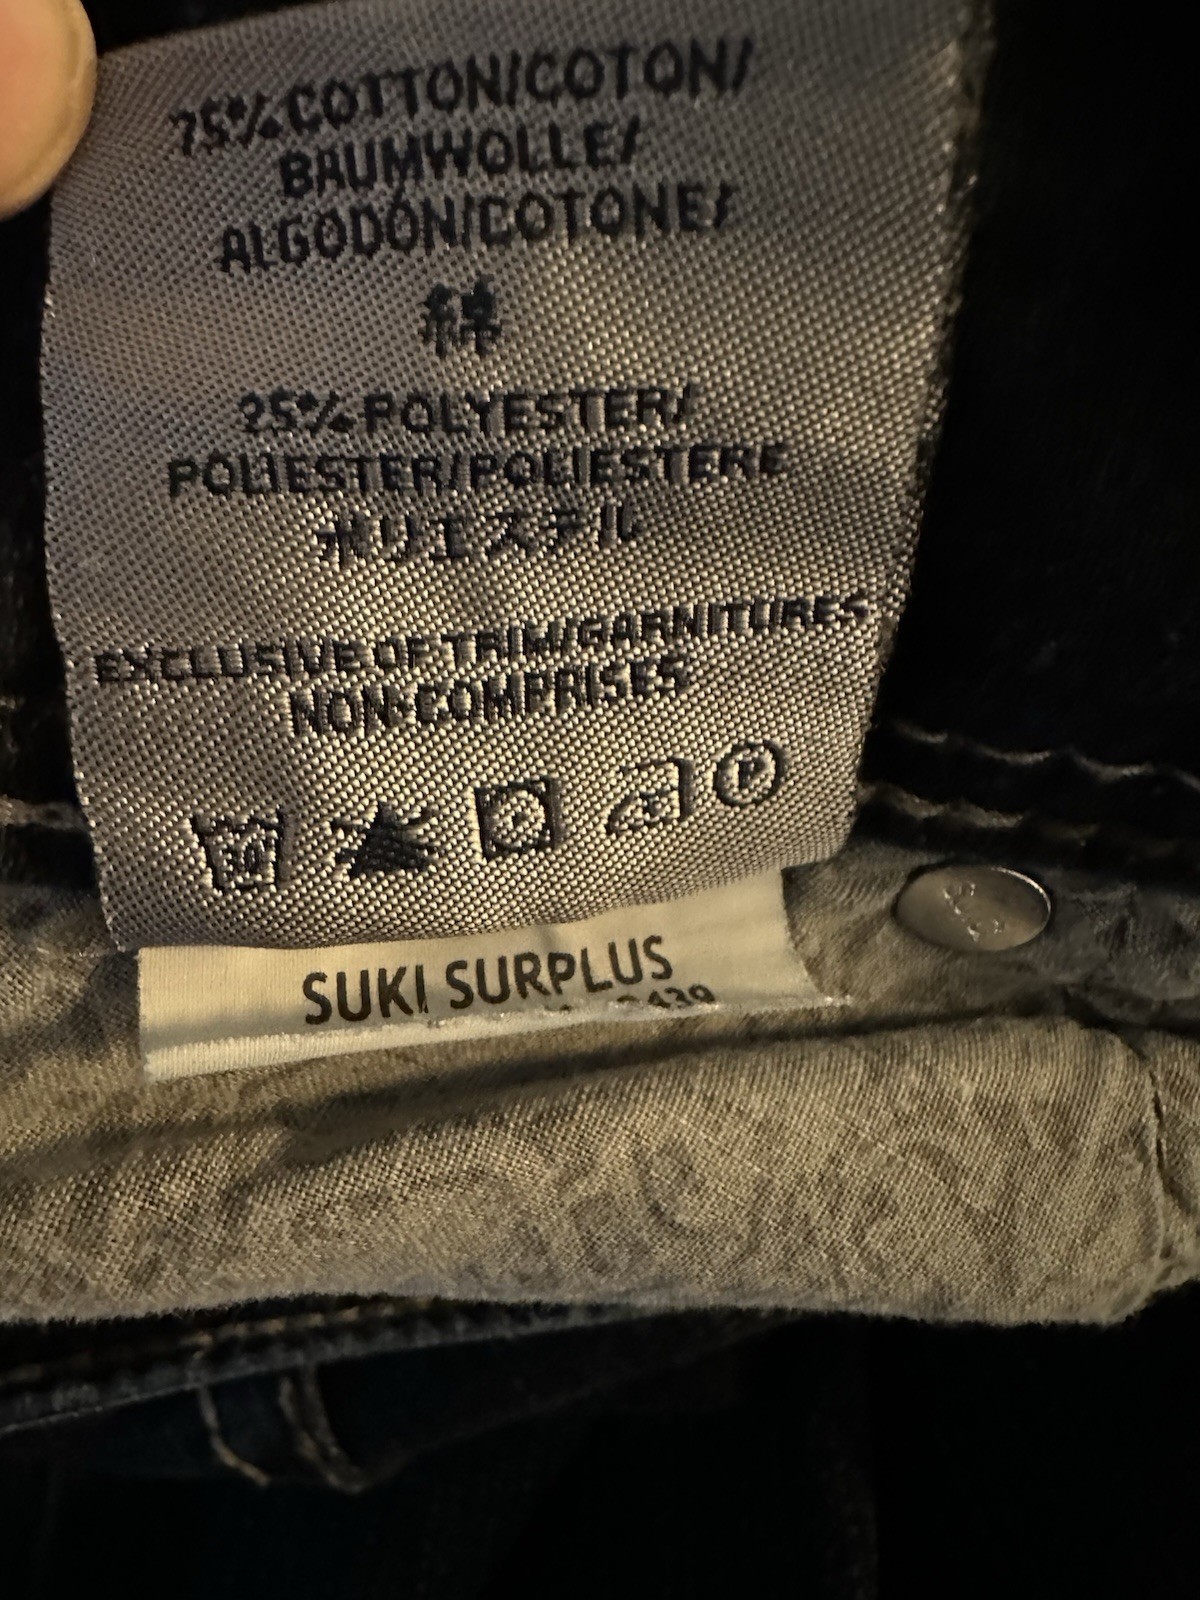 75% COTTON/COTON/
BAUMWOLLE/
ALGODÓN/COTONE/
綿
25% POLYESTER/
POLIESTER/POLIESTERE
ポリエステル
EXCLUSIVE OF TRIM/GARNITURES
NON-COMPRISES
30
P
SUKI SURPLUS